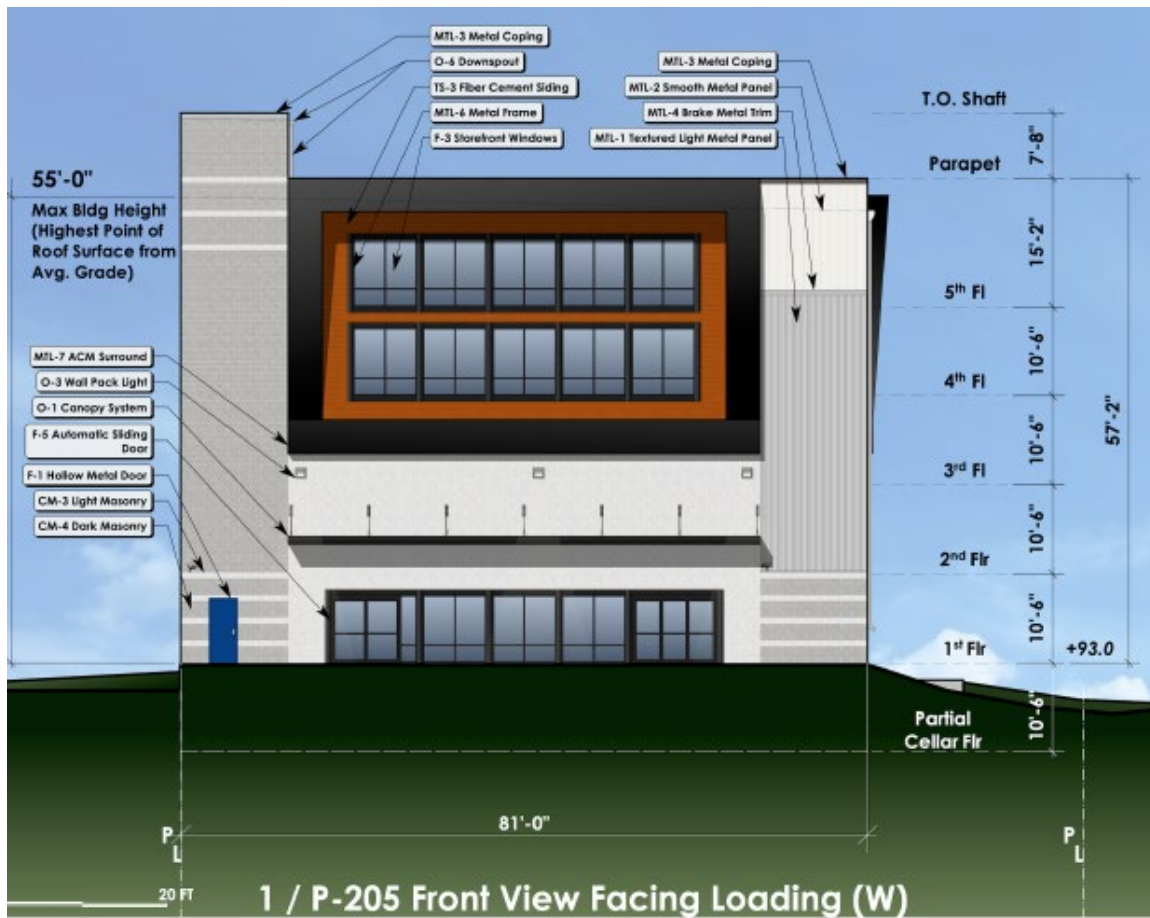 MTL-3 Metal Coping
O-6 Downspout
TS-3 Fiber Cement Siding
MTL-6 Metal Frame
F-3 Storefront Windows
MTL-3 Metal Coping
MTL-2 Smooth Metal Panel
MTL-4 Brake Metal Trim
MTL-1 Textured Light Metal Panel
T.O. Shaft
7'-8"
Parapet
55'-0"
Max Bldg Height
(Highest Point of
Roof Surface from
Avg. Grade)
15'-2"
5th Fl
10'-6"
4th Fl
57'-2"
10'-6"
3rd Fl
10'-6"
2nd Flr
10'-6"
1st Flr
+93.0
10'-6"
Partial
Cellar Flr
MTL-7 ACM Surround
O-3 Wall Pack Light
O-1 Canopy System
F-5 Automatic Sliding
Door
F-1 Hollow Metal Door
CM-3 Light Masonry
CM-4 Dark Masonry
81'-0"
P
L
P
L
20 FT
1 / P-205 Front View Facing Loading (W)